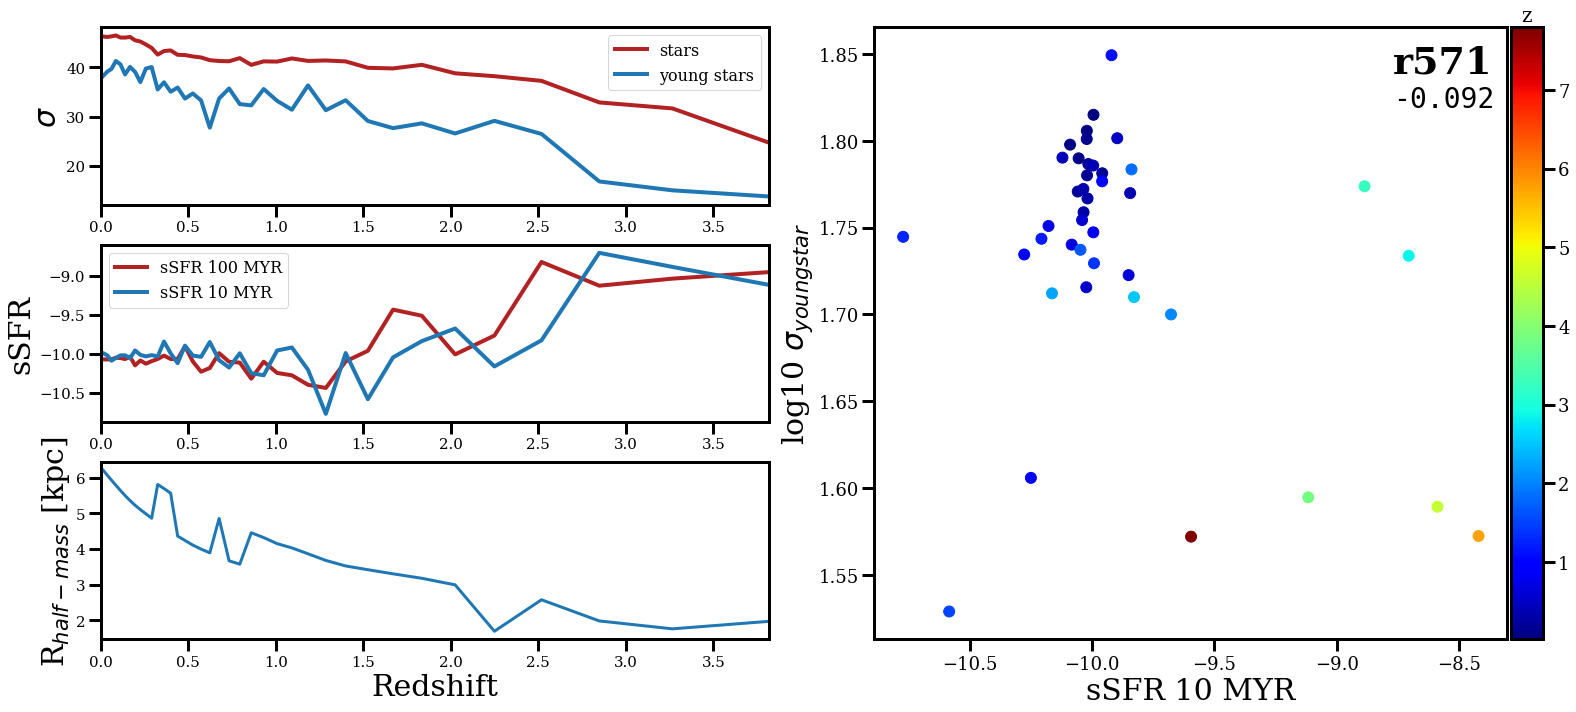 stars
young stars
σ
40
30
20
0.0 0.5 1.0 1.5 2.0 2.5 3.0 3.5
sSFR 100 MYR
sSFR 10 MYR
sSFR
−9.0
−9.5
−10.0
−10.5
0.0 0.5 1.0 1.5 2.0 2.5 3.0 3.5
R_{half−mass} [kpc]
6
5
4
3
2
0.0 0.5 1.0 1.5 2.0 2.5 3.0 3.5
Redshift
r571
-0.092
log10 σ_{youngstar}
1.85
1.80
1.75
1.70
1.65
1.60
1.55
−10.5 −10.0 −9.5 −9.0 −8.5
sSFR 10 MYR
z
7
6
5
4
3
2
1